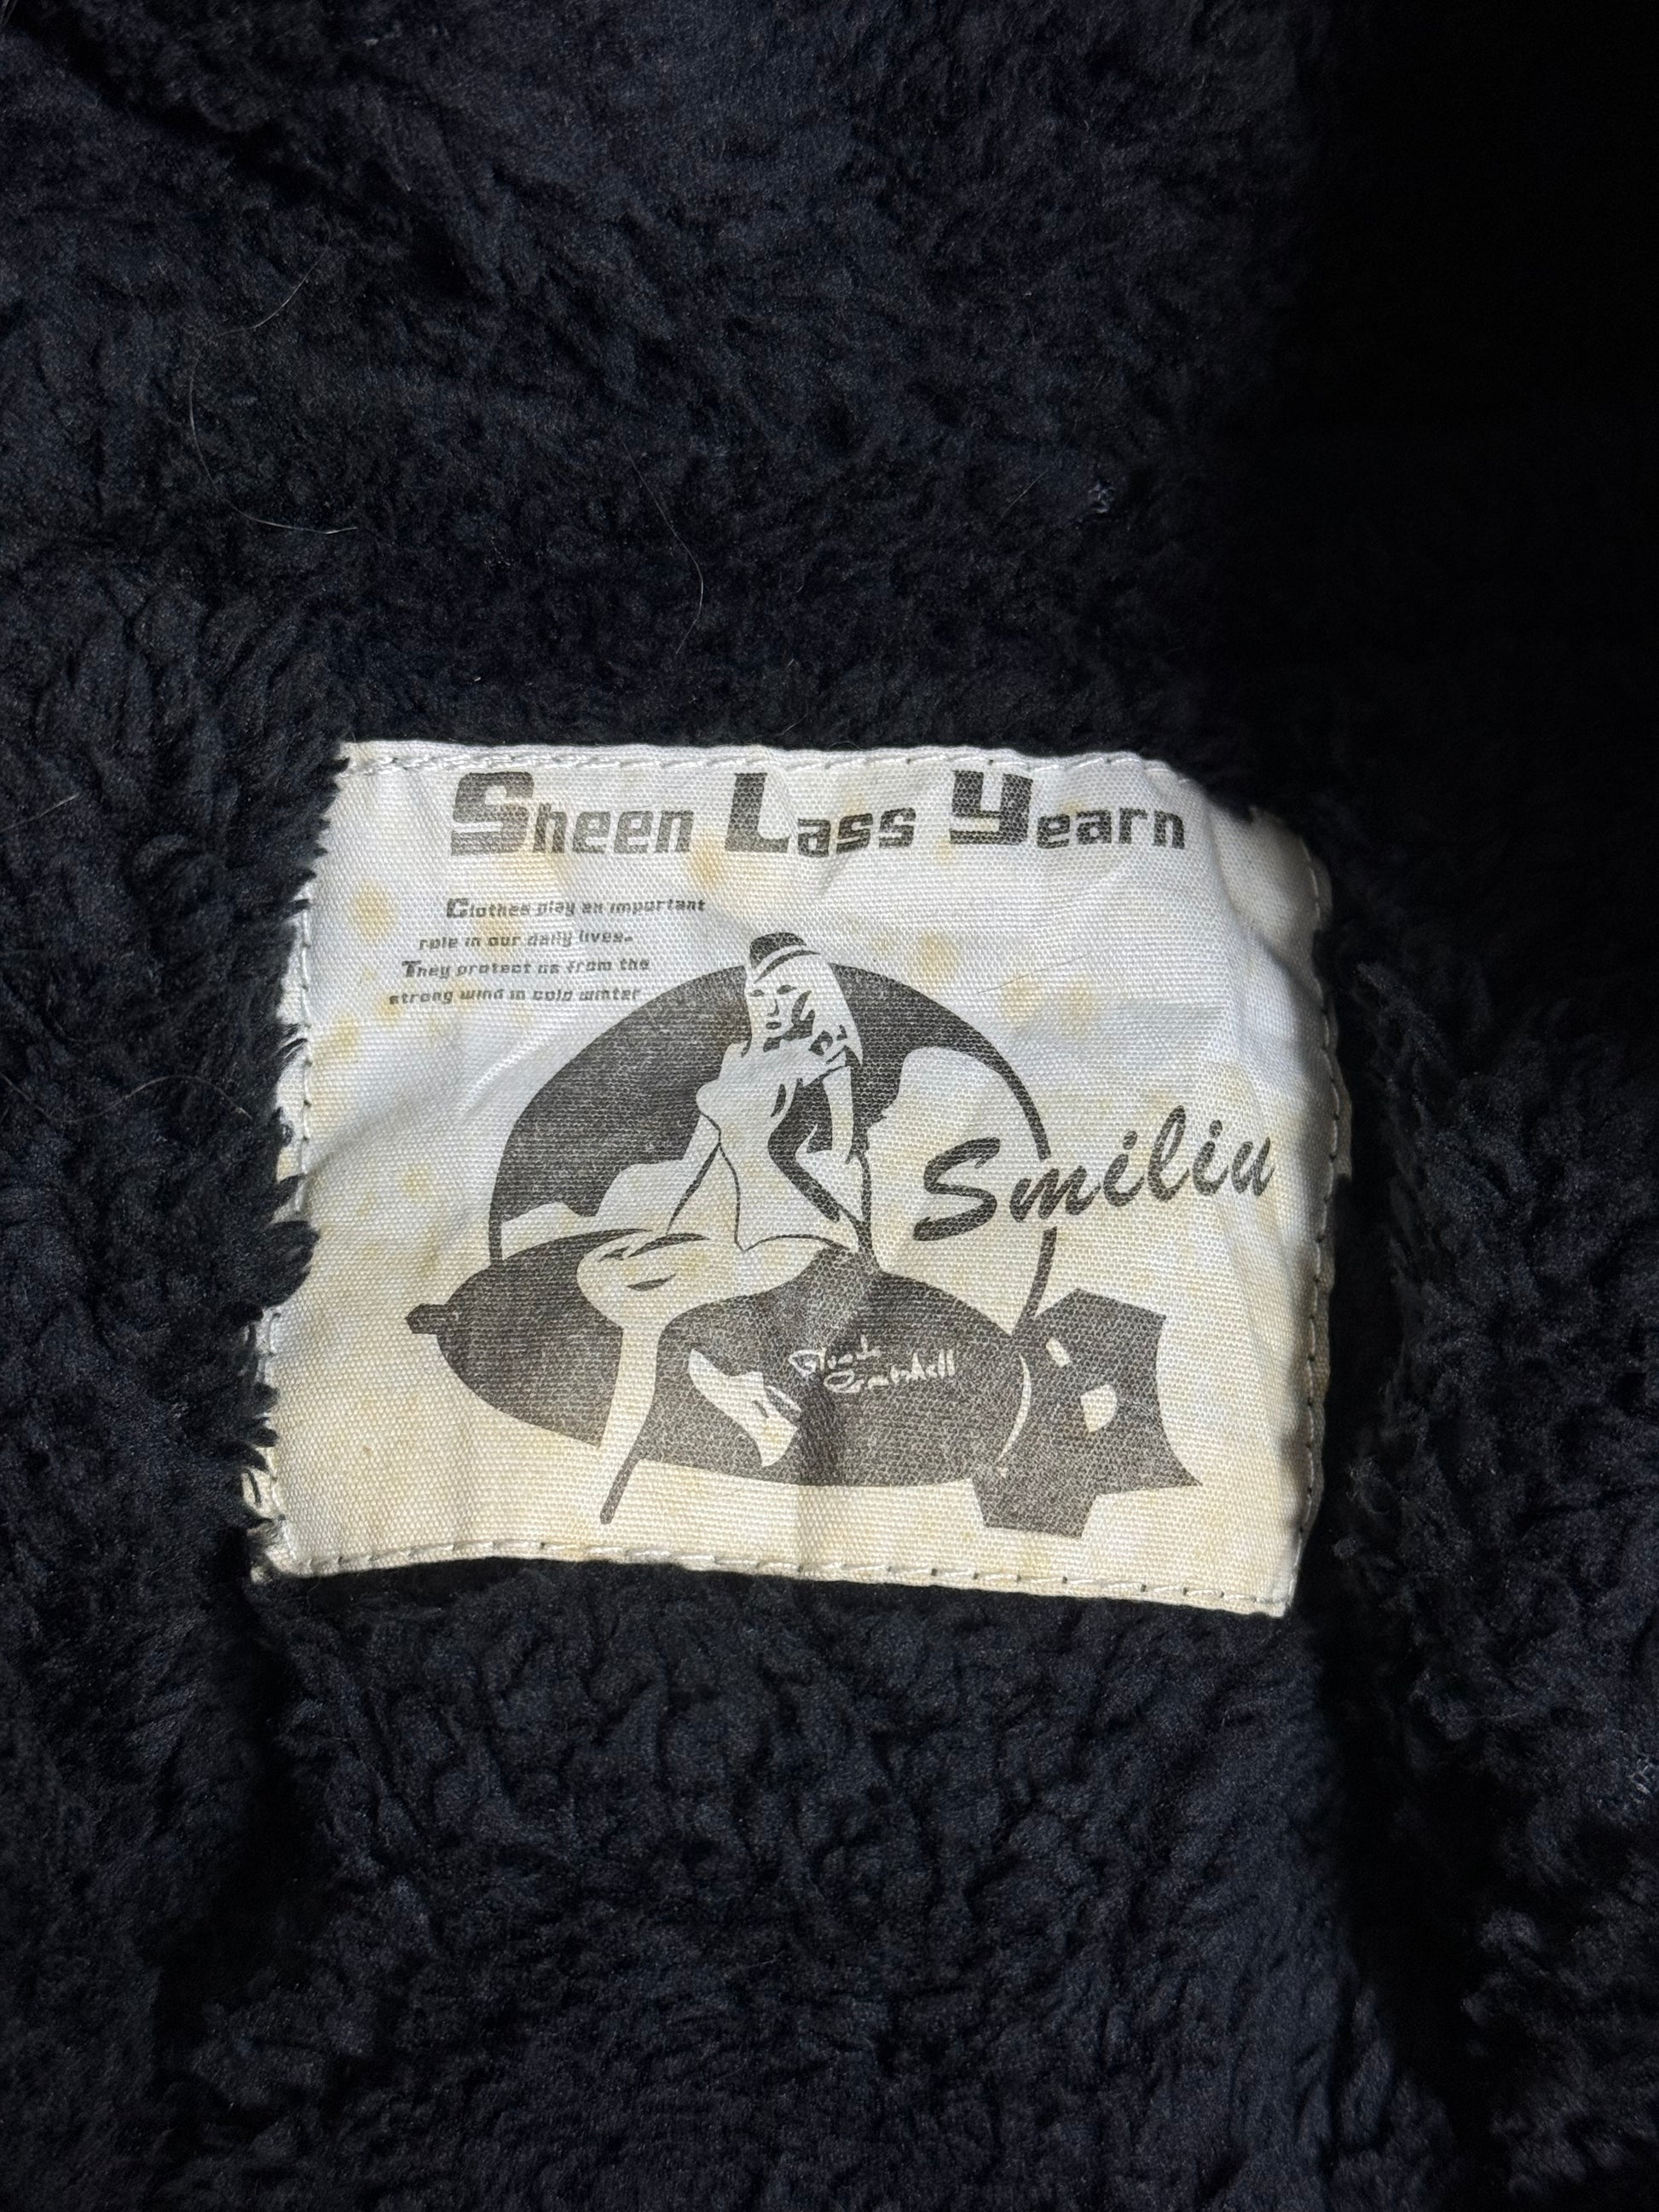 Sheen Lass Yearn
Clothes play an important
role in our daily lives.
They protect us from the
strong wind in cold winter
Smiliu